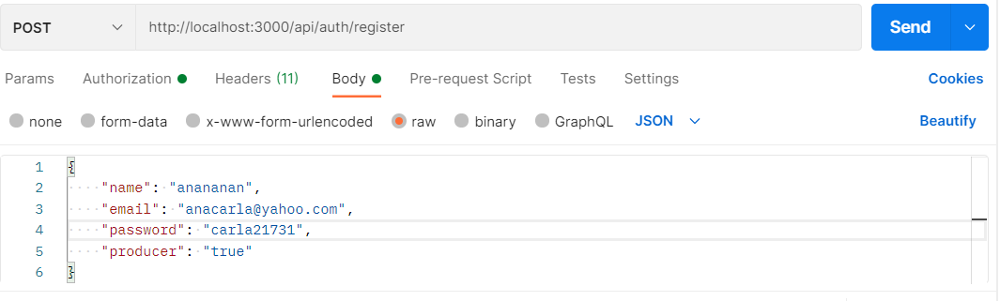 POST http://localhost:3000/api/auth/register Send
Params Authorization Headers (11) Body Pre-request Script Tests Settings Cookies
none form-data x-www-form-urlencoded raw binary GraphQL JSON Beautify
1 {
2 "name": "anananan",
3 "email": "anacarla@yahoo.com",
4 "password": "carla21731",
5 "producer": "true"
6 }